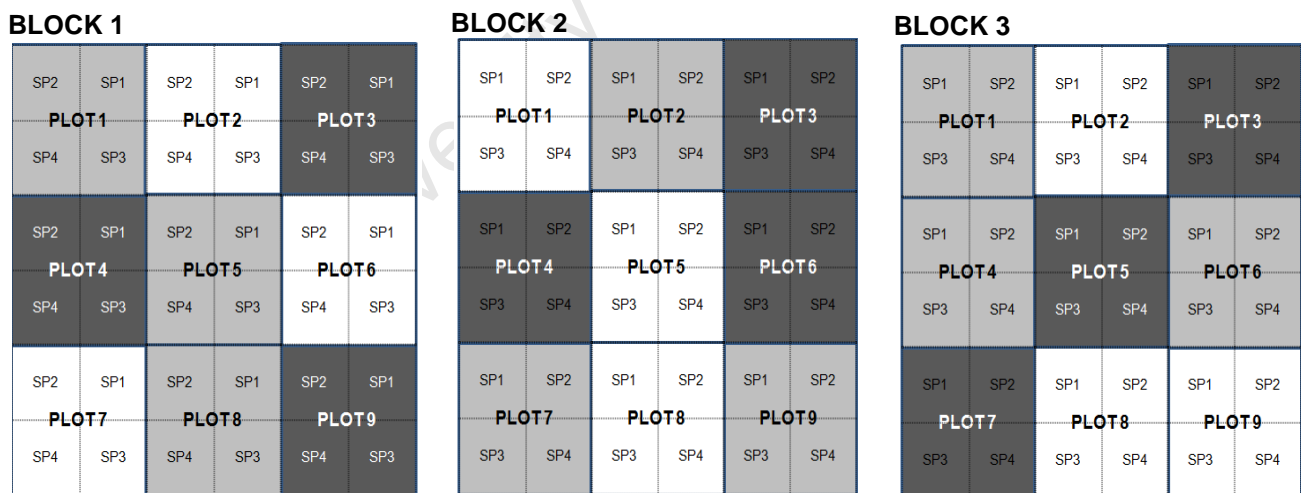 BLOCK 1
SP2 SP1 SP2 SP1 SP2 SP1
PLOT1 PLOT2 PLOT3
SP4 SP3 SP4 SP3 SP4 SP3
SP2 SP1 SP2 SP1 SP2 SP1
PLOT4 PLOT5 PLOT6
SP4 SP3 SP4 SP3 SP4 SP3
SP2 SP1 SP2 SP1 SP2 SP1
PLOT7 PLOT8 PLOT9
SP4 SP3 SP4 SP3 SP4 SP3
BLOCK 2
SP1 SP2 SP1 SP2 SP1 SP2
PLOT1 PLOT2 PLOT3
SP3 SP4 SP3 SP4 SP3 SP4
SP1 SP2 SP1 SP2 SP1 SP2
PLOT4 PLOT5 PLOT6
SP3 SP4 SP3 SP4 SP3 SP4
SP1 SP2 SP1 SP2 SP1 SP2
PLOT7 PLOT8 PLOT9
SP3 SP4 SP3 SP4 SP3 SP4
BLOCK 3
SP1 SP2 SP1 SP2 SP1 SP2
PLOT1 PLOT2 PLOT3
SP3 SP4 SP3 SP4 SP3 SP4
SP1 SP2 SP1 SP2 SP1 SP2
PLOT4 PLOT5 PLOT6
SP3 SP4 SP3 SP4 SP3 SP4
SP1 SP2 SP1 SP2 SP1 SP2
PLOT7 PLOT8 PLOT9
SP3 SP4 SP3 SP4 SP3 SP4